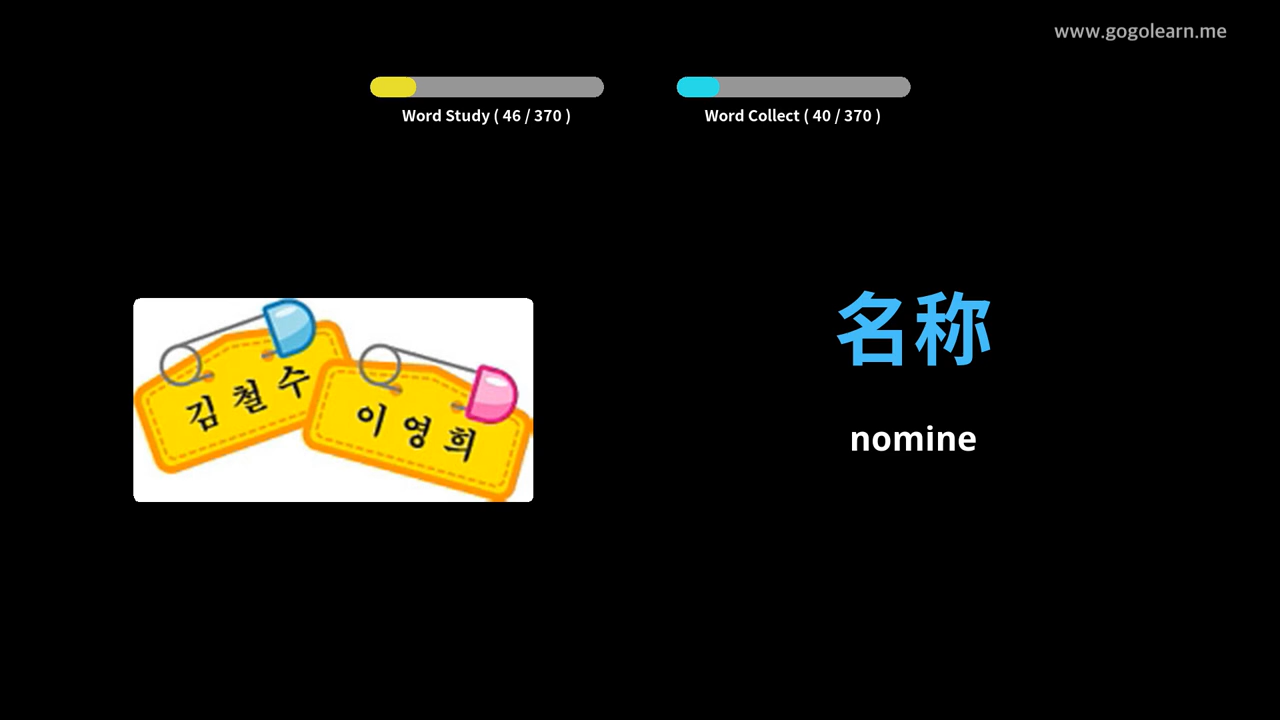 www.gogolearn.me
Word Study ( 46 / 370 )
Word Collect ( 40 / 370 )
김철수
이영희
名称
nomine